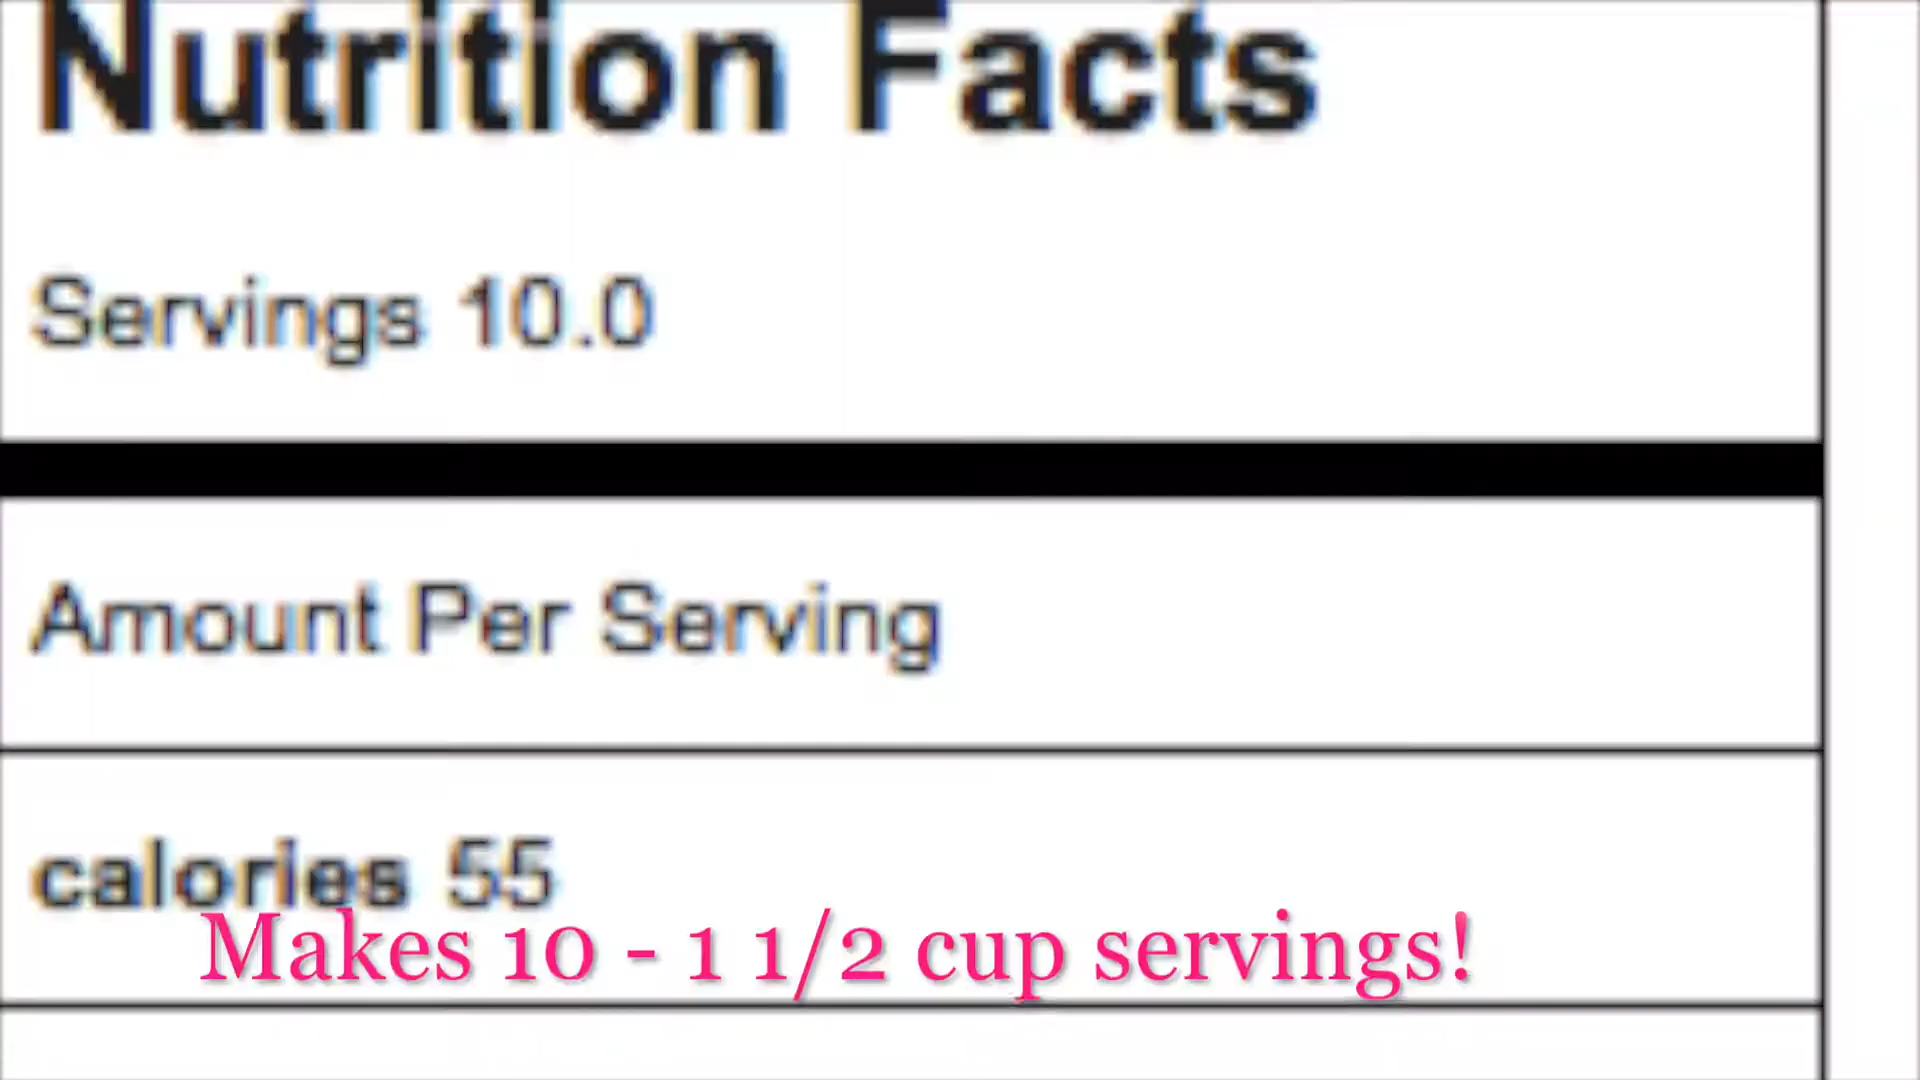 Nutrition Facts
Servings 10.0
Amount Per Serving
calories 55
Makes 10 - 1 1/2 cup servings!